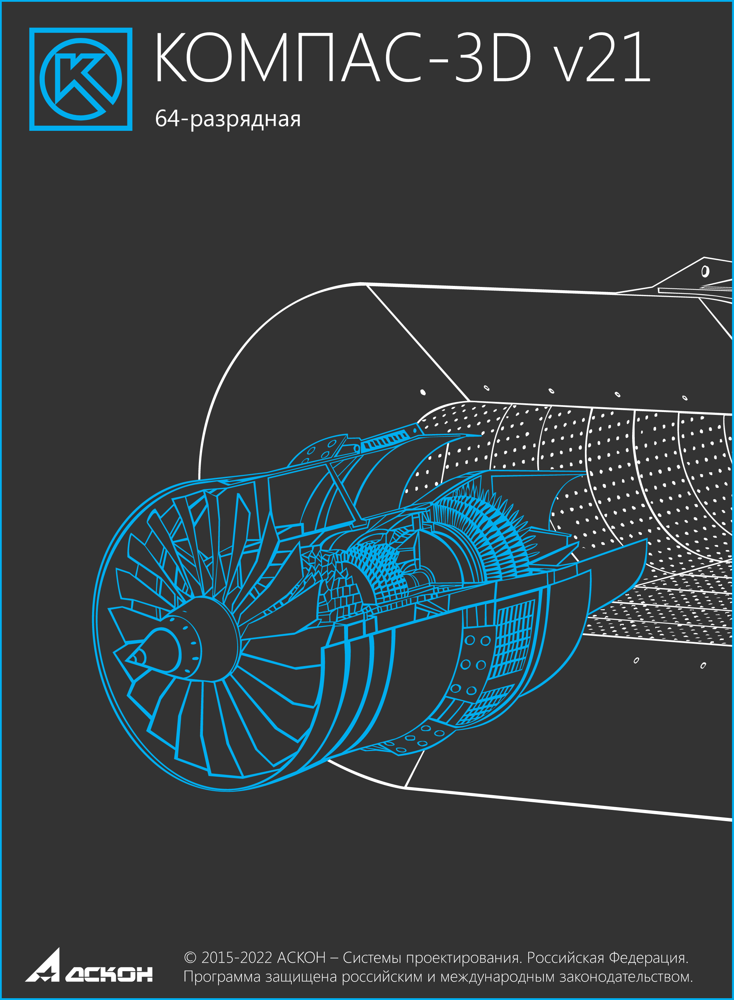 КОМПАС-3D v21
64-разрядная
АСКОН
© 2015-2022 АСКОН – Системы проектирования. Российская Федерация.
Программа защищена российским и международным законодательством.